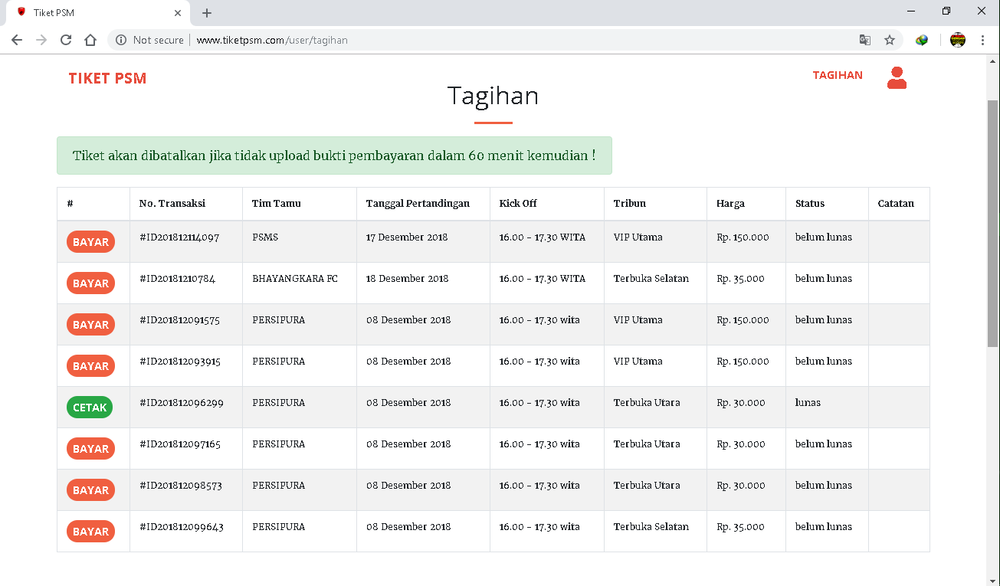 Tiket PSM
Not secure www.tiketpsm.com/user/tagihan
TIKET PSM
TAGIHAN
Tagihan
Tiket akan dibatalkan jika tidak upload bukti pembayaran dalam 60 menit kemudian !
# No. Transaksi Tim Tamu Tanggal Pertandingan Kick Off Tribun Harga Status Catatan
BAYAR #ID201812114097 PSMS 17 Desember 2018 16.00 - 17.30 WITA VIP Utama Rp. 150.000 belum lunas
BAYAR #ID20181210784 BHAYANGKARA FC 18 Desember 2018 16.00 - 17.30 WITA Terbuka Selatan Rp. 35.000 belum lunas
BAYAR #ID201812091575 PERSIPURA 08 Desember 2018 16.00 - 17.30 wita VIP Utama Rp. 150.000 belum lunas
BAYAR #ID201812093915 PERSIPURA 08 Desember 2018 16.00 - 17.30 wita VIP Utama Rp. 150.000 belum lunas
CETAK #ID201812096299 PERSIPURA 08 Desember 2018 16.00 - 17.30 wita Terbuka Utara Rp. 30.000 lunas
BAYAR #ID201812097165 PERSIPURA 08 Desember 2018 16.00 - 17.30 wita Terbuka Utara Rp. 30.000 belum lunas
BAYAR #ID201812098573 PERSIPURA 08 Desember 2018 16.00 - 17.30 wita Terbuka Utara Rp. 30.000 belum lunas
BAYAR #ID201812099643 PERSIPURA 08 Desember 2018 16.00 - 17.30 wita Terbuka Selatan Rp. 35.000 belum lunas